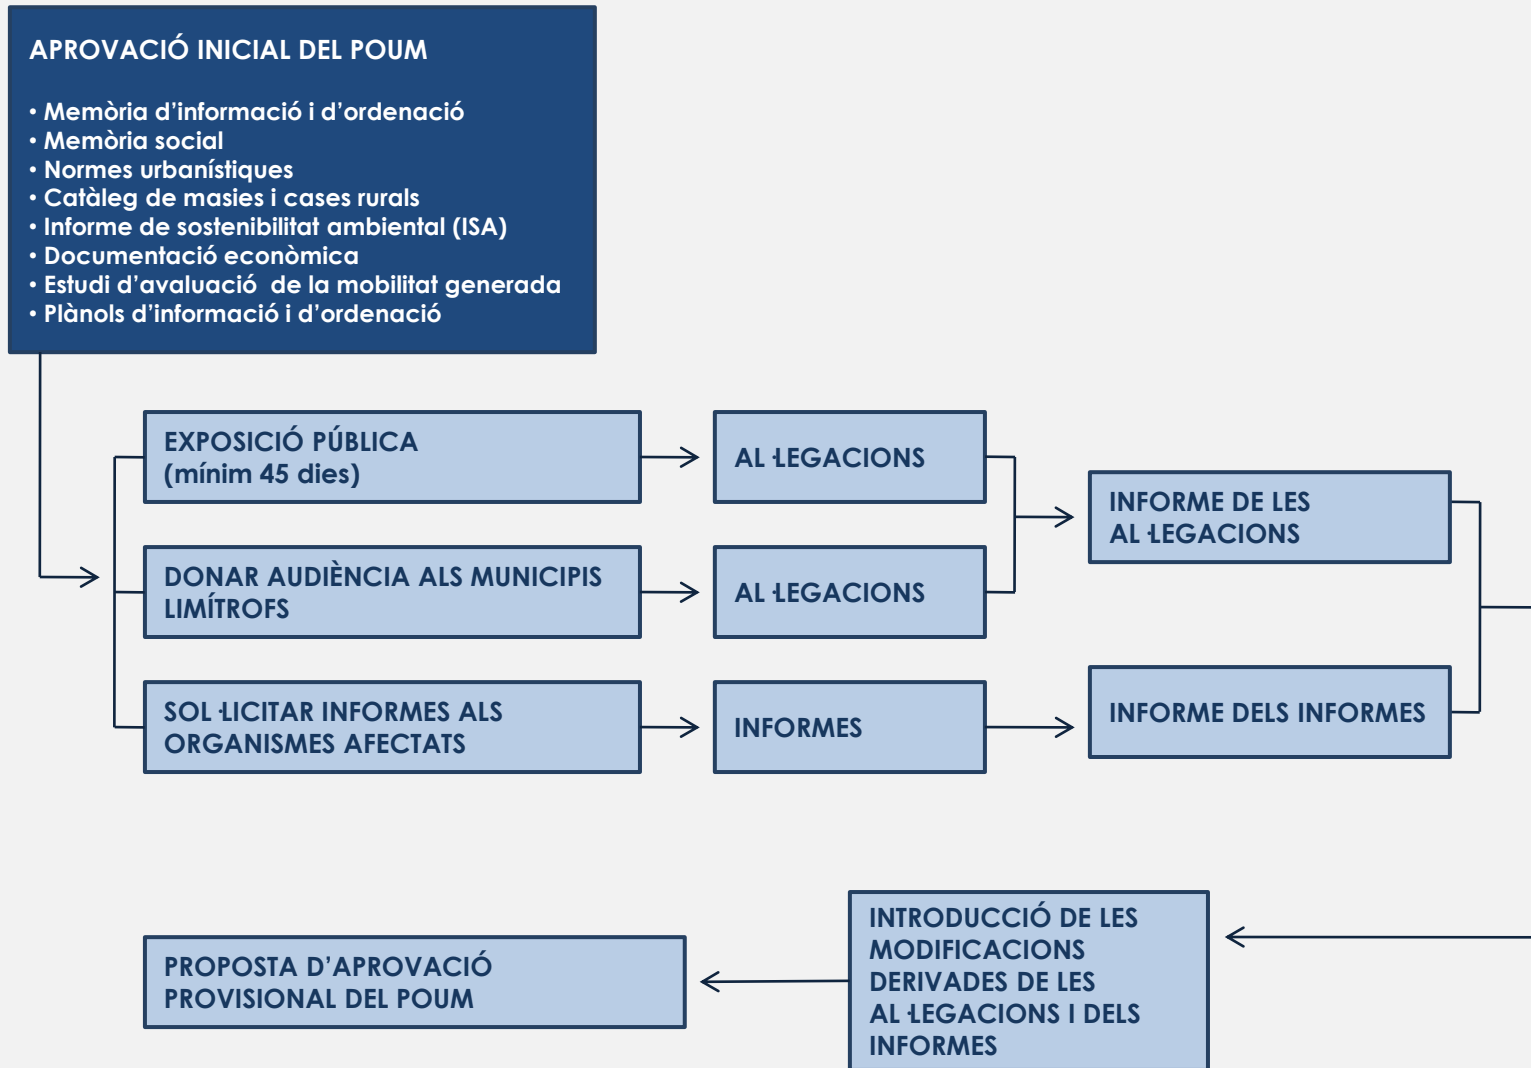 APROVACIÓ INICIAL DEL POUM
• Memòria d’informació i d’ordenació
• Memòria social
• Normes urbanístiques
• Catàleg de masies i cases rurals
• Informe de sostenibilitat ambiental (ISA)
• Documentació econòmica
• Estudi d’avaluació  de la mobilitat generada
• Plànols d’informació i d’ordenació
EXPOSICIÓ PÚBLICA
(mínim 45 dies)
AL·LEGACIONS
DONAR AUDIÈNCIA ALS MUNICIPIS
LIMÍTROFS
AL·LEGACIONS
INFORME DE LES
AL·LEGACIONS
SOL·LICITAR INFORMES ALS
ORGANISMES AFECTATS
INFORMES
INFORME DELS INFORMES
INTRODUCCIÓ DE LES
MODIFICACIONS
DERIVADES DE LES
AL·LEGACIONS I DELS
INFORMES
PROPOSTA D’APROVACIÓ
PROVISIONAL DEL POUM